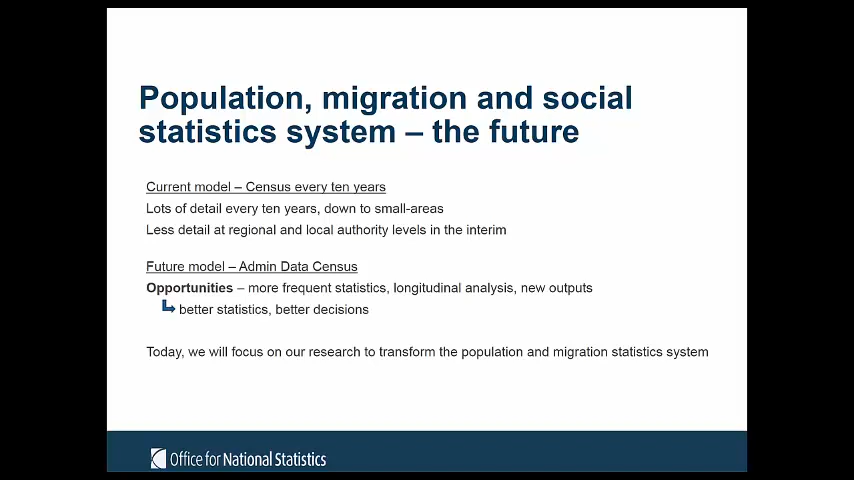 Population, migration and social
statistics system – the future
Current model – Census every ten years
Lots of detail every ten years, down to small-areas
Less detail at regional and local authority levels in the interim
Future model – Admin Data Census
Opportunities – more frequent statistics, longitudinal analysis, new outputs
better statistics, better decisions
Today, we will focus on our research to transform the population and migration statistics system
Office for National Statistics